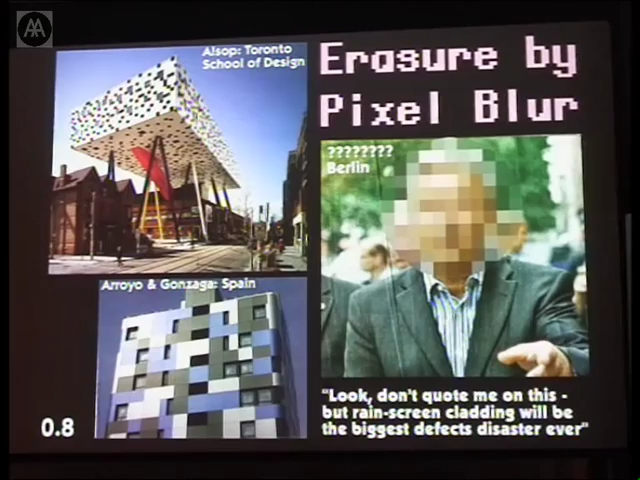 AA
Alsop: Toronto
School of Design
Erasure by
Pixel Blur
????????
Berlin
Arroyo & Gonzaga: Spain
0.8
"Look, don't quote me on this -
but rain-screen cladding will be
the biggest defects disaster ever"